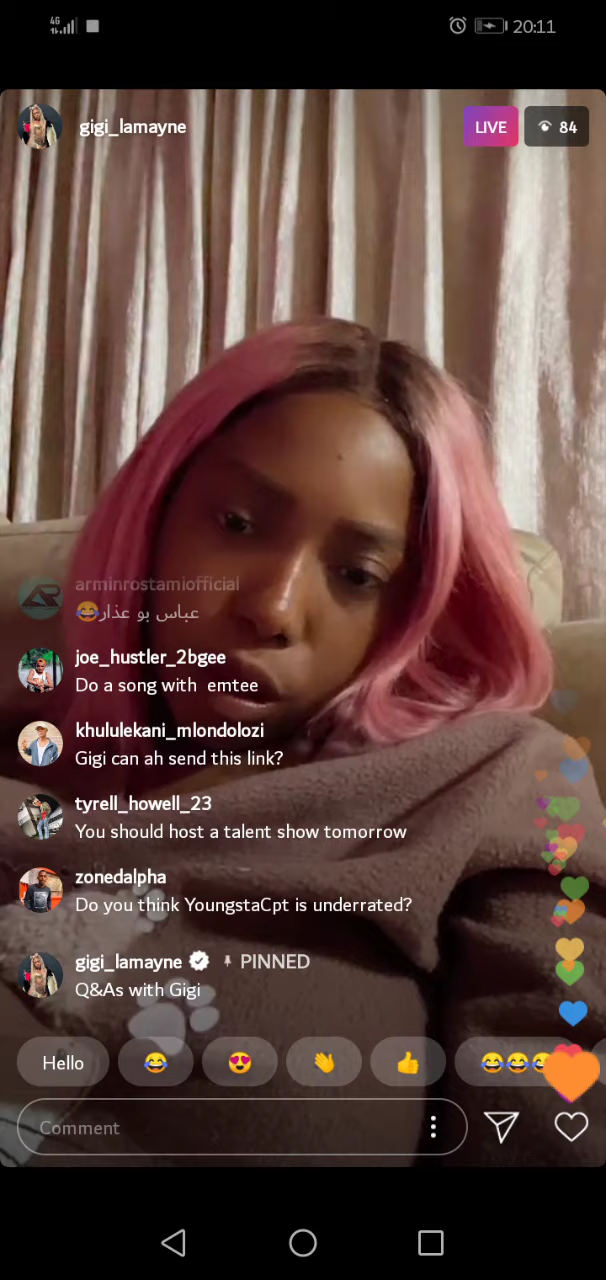 4G
20:11
gigi_lamayne
LIVE
84
arminrostamiofficial
عباس بو عذار😂
joe_hustler_2bgee
Do a song with emtee
khululekani_mlondolozi
Gigi can ah send this link?
tyrell_howell_23
You should host a talent show tomorrow
zonedalpha
Do you think YoungstaCpt is underrated?
gigi_lamayne PINNED
Q&As with Gigi
Hello 😂 😍 👋 👍 😂😂😂
Comment